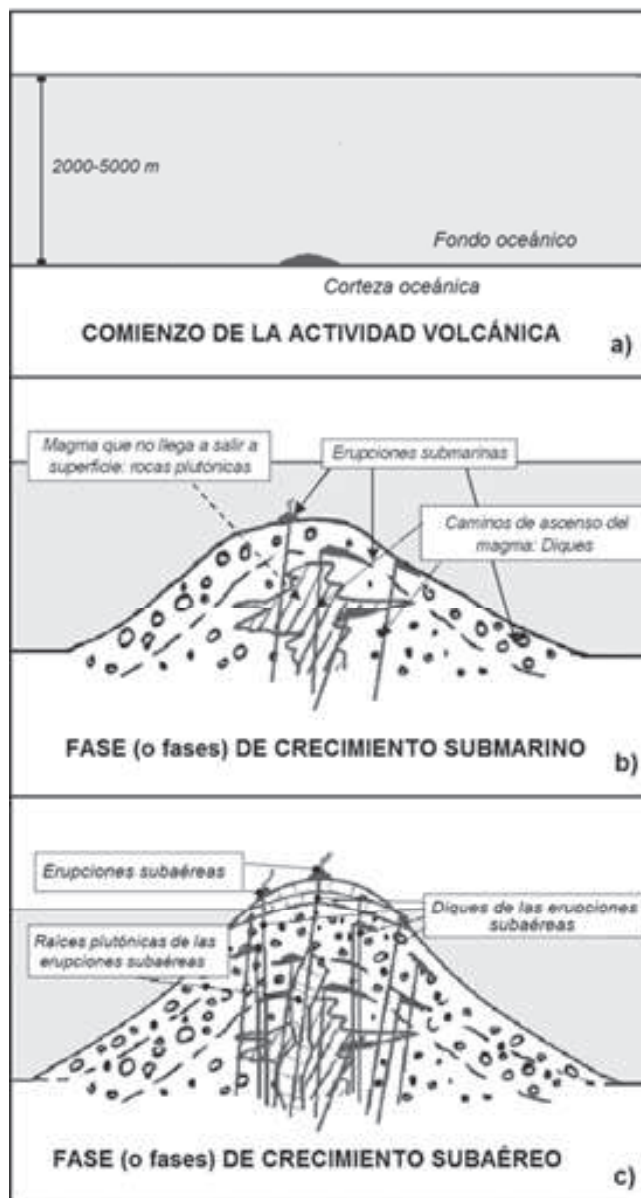 2000-5000 m
Fondo oceánico
Corteza oceánica
COMIENZO DE LA ACTIVIDAD VOLCÁNICA
a)
Magma que no llega a salir a
superficie: rocas plutónicas
Erupciones submarinas
Caminos de ascenso del
magma: Diques
FASE (o fases) DE CRECIMIENTO SUBMARINO
b)
Erupciones subaéreas
Diques de las erupciones
subaéreas
Raíces plutónicas de las
erupciones subaéreas
FASE (o fases) DE CRECIMIENTO SUBAÊREO
c)